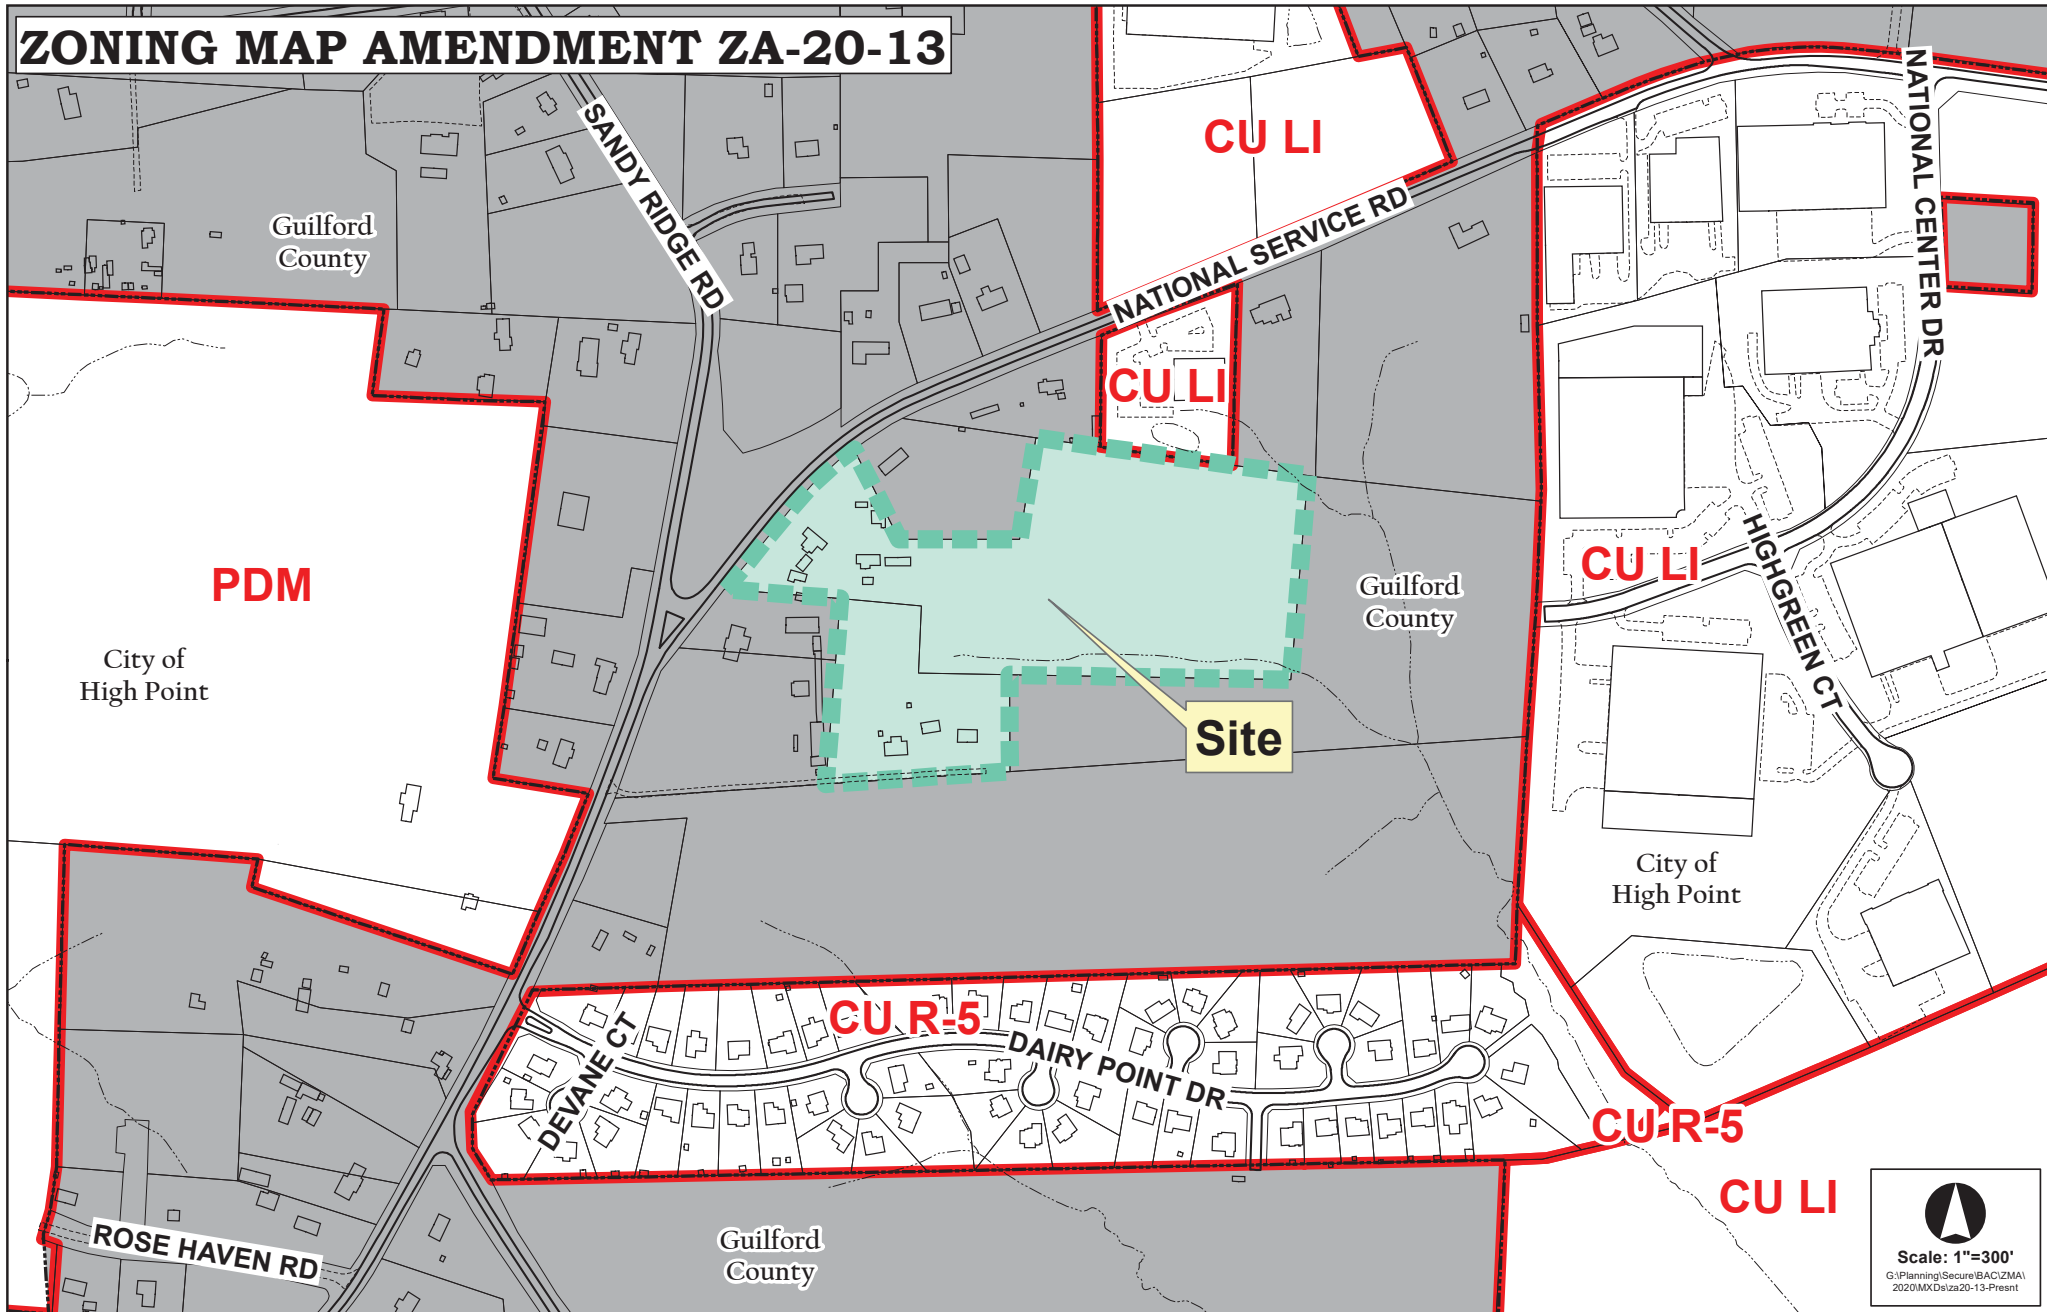 ZONING MAP AMENDMENT ZA-20-13
SANDY RIDGE RD
Guilford
County
CU LI
NATIONAL SERVICE RD
NATIONAL CENTER DR
CU LI
PDM
City of
High Point
Guilford
County
CU LI
HIGHGREEN CT
Site
City of
High Point
CU R-5
DEVANE CT
DAIRY POINT DR
CU R-5
CU LI
ROSE HAVEN RD
Guilford
County
Scale: 1"=300'
G:\Planning\Secure\BAC\ZMA\
2020\MXDs\za20-13-Presnt